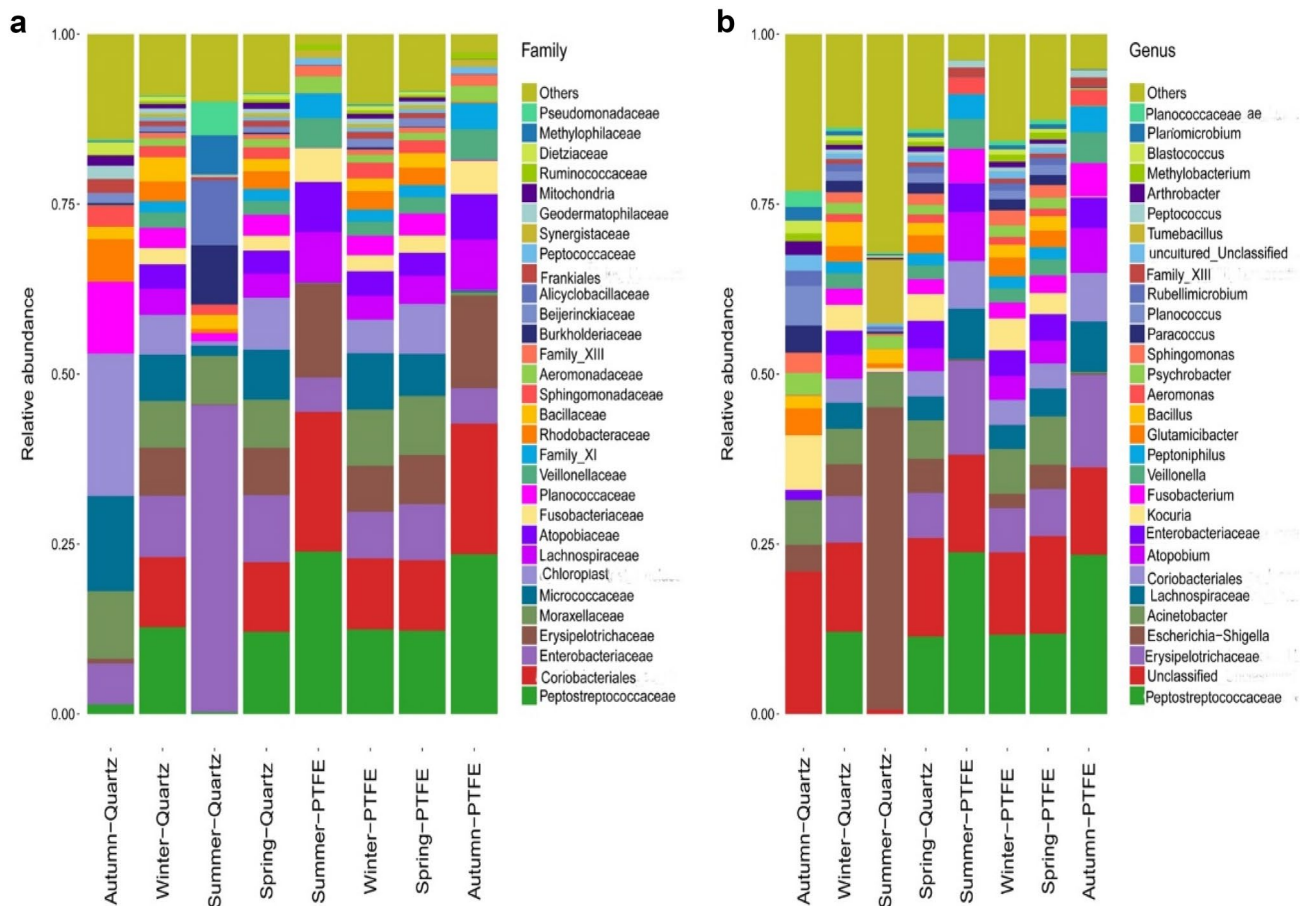 a
b
1.00-
0.75-
0.50-
0.25-
0.00-
Relative abundance
Autumn−Quartz -
Winter−Quartz -
Summer−Quartz -
Spring−Quartz -
Summer−PTFE -
Winter−PTFE -
Spring−PTFE -
Autumn−PTFE -
Family
Others
Pseudomonadaceae
Methylophilaceae
Dietziaceae
Ruminococcaceae
Mitochondria
Geodermatophilaceae
Synergistaceae
Peptococcaceae
Frankiales
Alicyclobacillaceae
Beijerinckiaceae
Burkholderiaceae
Family_XIII
Aeromonadaceae
Sphingomonadaceae
Bacillaceae
Rhodobacteraceae
Family_XI
Veillonellaceae
Planococcaceae
Fusobacteriaceae
Atopobiaceae
Lachnospiraceae
Chloroplast
Micrococcaceae
Moraxellaceae
Erysipelotrichaceae
Enterobacteriaceae
Coriobacteriales
Peptostreptococcaceae
1.00-
0.75-
0.50-
0.25-
0.00-
Relative abundance
Autumn−Quartz -
Winter−Quartz -
Summer−Quartz -
Spring−Quartz -
Summer−PTFE -
Winter−PTFE -
Spring−PTFE -
Autumn−PTFE -
Genus
Others
Planococcaceae ae
Planomicrobium
Blastococcus
Methylobacterium
Arthrobacter
Peptococcus
Tumebacillus
uncultured_Unclassified
Family_XIII
Rubellimicrobium
Planococcus
Paracoccus
Sphingomonas
Psychrobacter
Aeromonas
Bacillus
Glutamicibacter
Peptoniphilus
Veillonella
Fusobacterium
Kocuria
Enterobacteriaceae
Atopobium
Coriobacteriales
Lachnospiraceae
Acinetobacter
Escherichia-Shigella
Erysipelotrichaceae
Unclassified
Peptostreptococcaceae